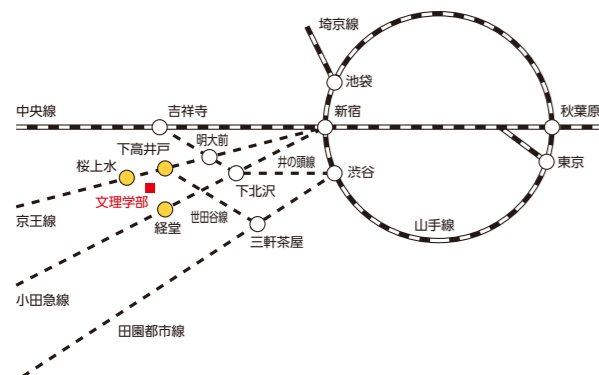 埼京線
池袋
中央線
吉祥寺
新宿
秋葉原
明大前
下高井戸
桜上水
井の頭線
渋谷
東京
文理学部
下北沢
京王線
経堂
世田谷線
三軒茶屋
山手線
小田急線
田園都市線